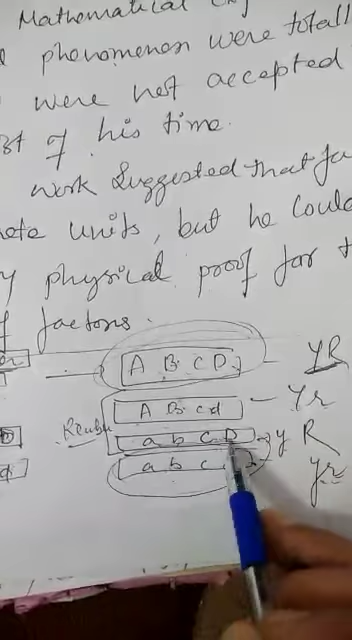 Mathematical
phenomenon were totall
were not accepted
st of his time.
work suggested that fa
units, but he could
physical proof for t
factors.
A B C D - YR
A B c d - Yr
a b C D - y R
a b c - yr